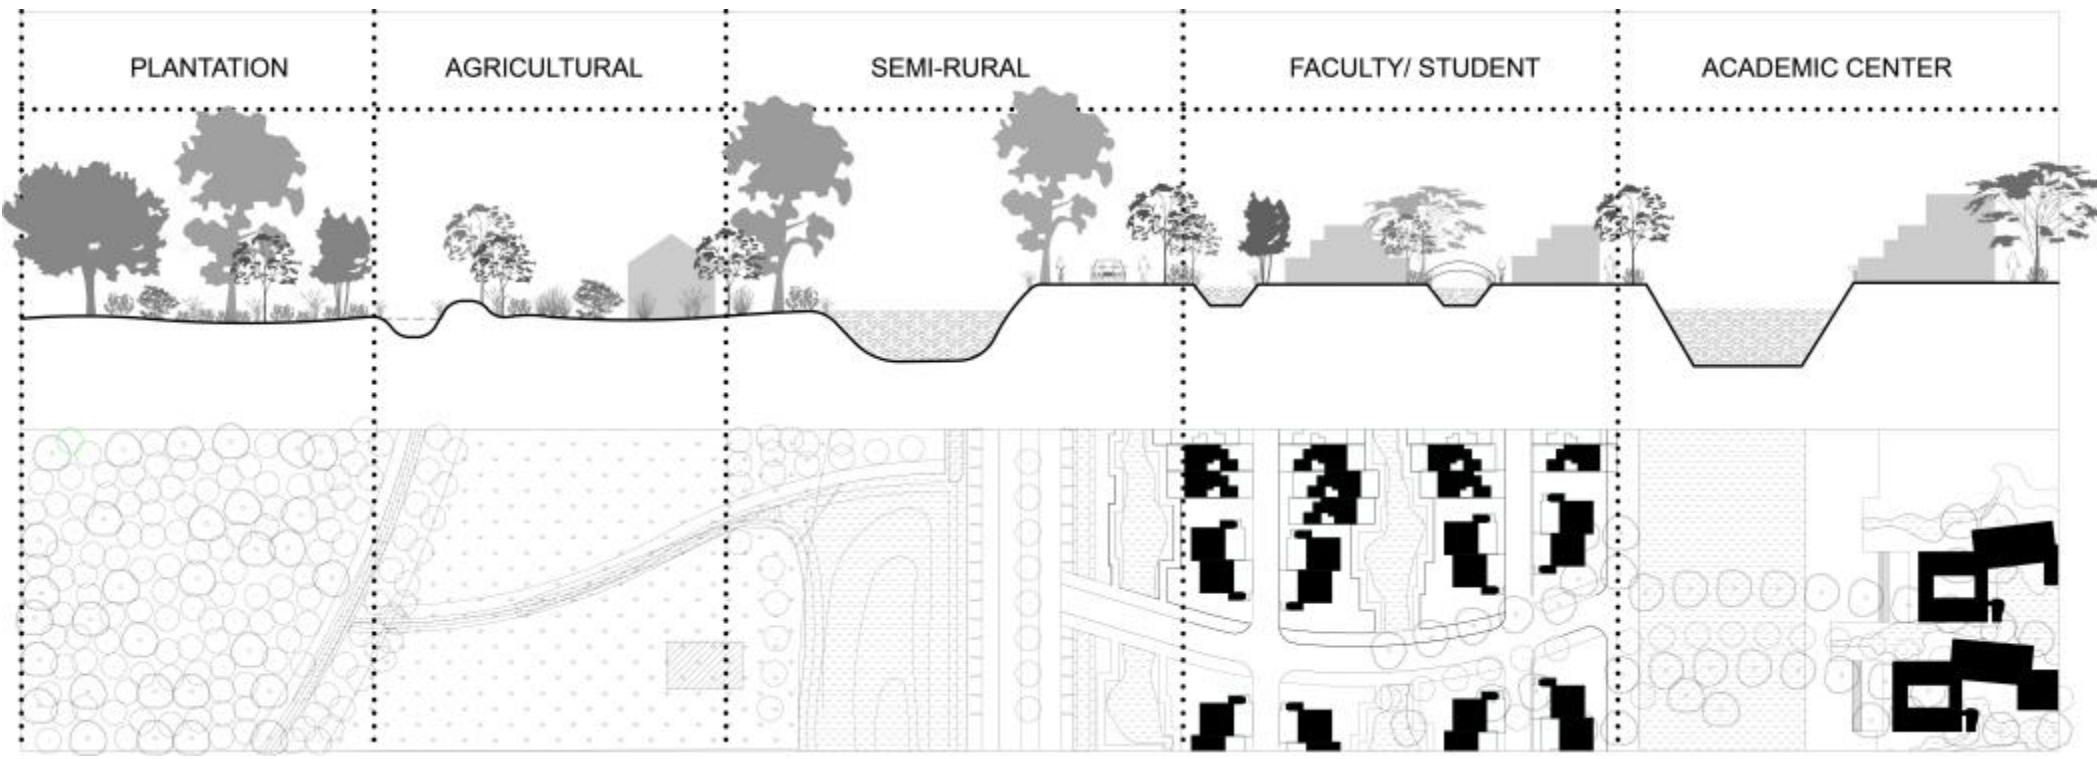 PLANTATION
AGRICULTURAL
SEMI-RURAL
FACULTY/ STUDENT
ACADEMIC CENTER